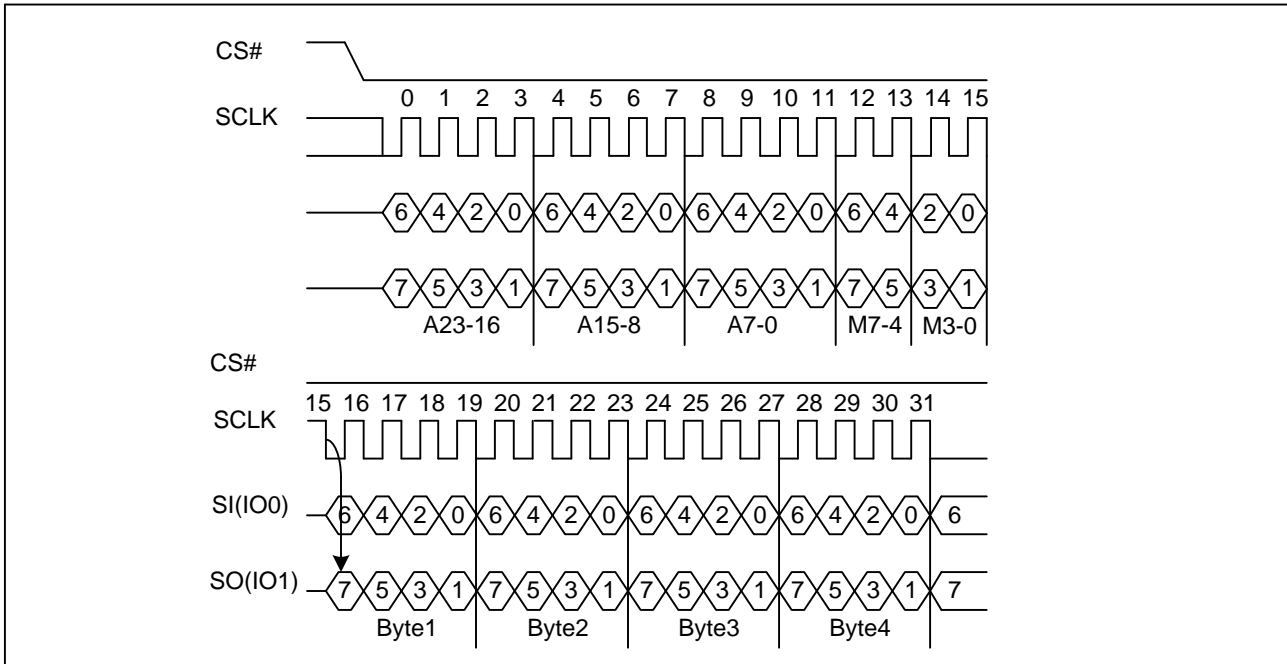 CS#
0 1 2 3 4 5 6 7 8 9 10 11 12 13 14 15
SCLK
6 4 2 0 6 4 2 0 6 4 2 0 6 4 2 0
7 5 3 1 7 5 3 1 7 5 3 1 7 5 3 1
A23-16 A15-8 A7-0 M7-4 M3-0
CS#
15 16 17 18 19 20 21 22 23 24 25 26 27 28 29 30 31
SCLK
SI(IO0) 6 4 2 0 6 4 2 0 6 4 2 0 6 4 2 0 6
SO(IO1) 7 5 3 1 7 5 3 1 7 5 3 1 7 5 3 1 7
Byte1 Byte2 Byte3 Byte4